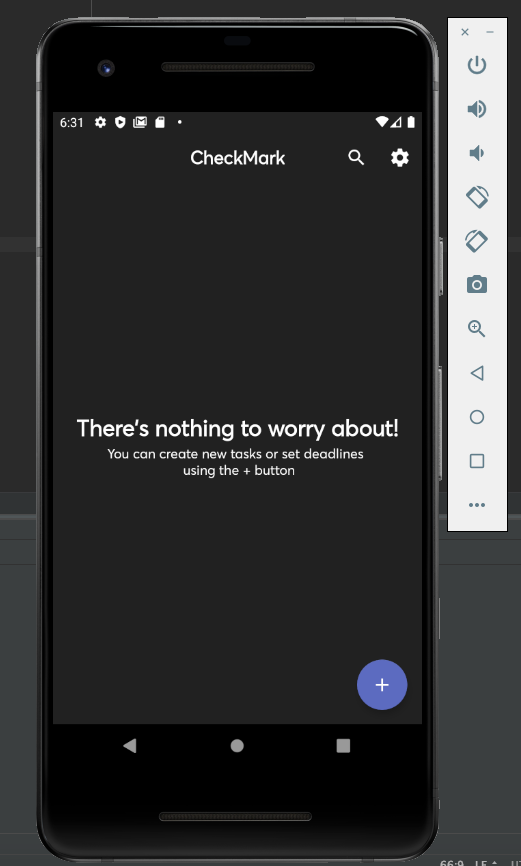 6:31
CheckMark
There's nothing to worry about!
You can create new tasks or set deadlines
using the + button
+
66:9 LF